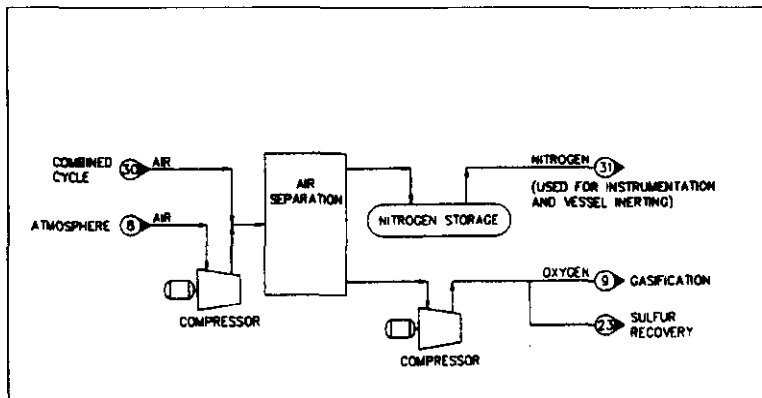 COMBINED
CYCLE
30
AIR
ATMOSPHERE
8
AIR
COMPRESSOR
AIR
SEPARATION
NITROGEN STORAGE
NITROGEN
31
(USED FOR INSTRUMENTATION
AND VESSEL INERTING)
COMPRESSOR
OXYGEN
9
GASIFICATION
23
SULFUR
RECOVERY